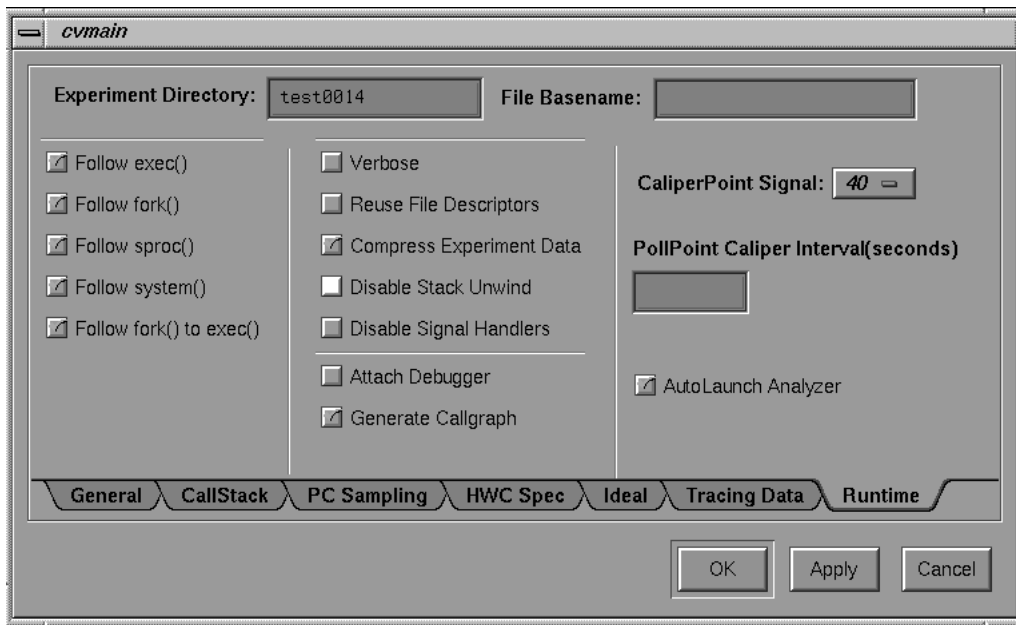 cvmain
Experiment Directory: test0014 File Basename:
Follow exec()
Follow fork()
Follow sproc()
Follow system()
Follow fork() to exec()
Verbose
Reuse File Descriptors
Compress Experiment Data
Disable Stack Unwind
Disable Signal Handlers
Attach Debugger
Generate Callgraph
CaliperPoint Signal: 40
PollPoint Caliper Interval(seconds)
AutoLaunch Analyzer
General CallStack PC Sampling HWC Spec Ideal Tracing Data Runtime
OK Apply Cancel